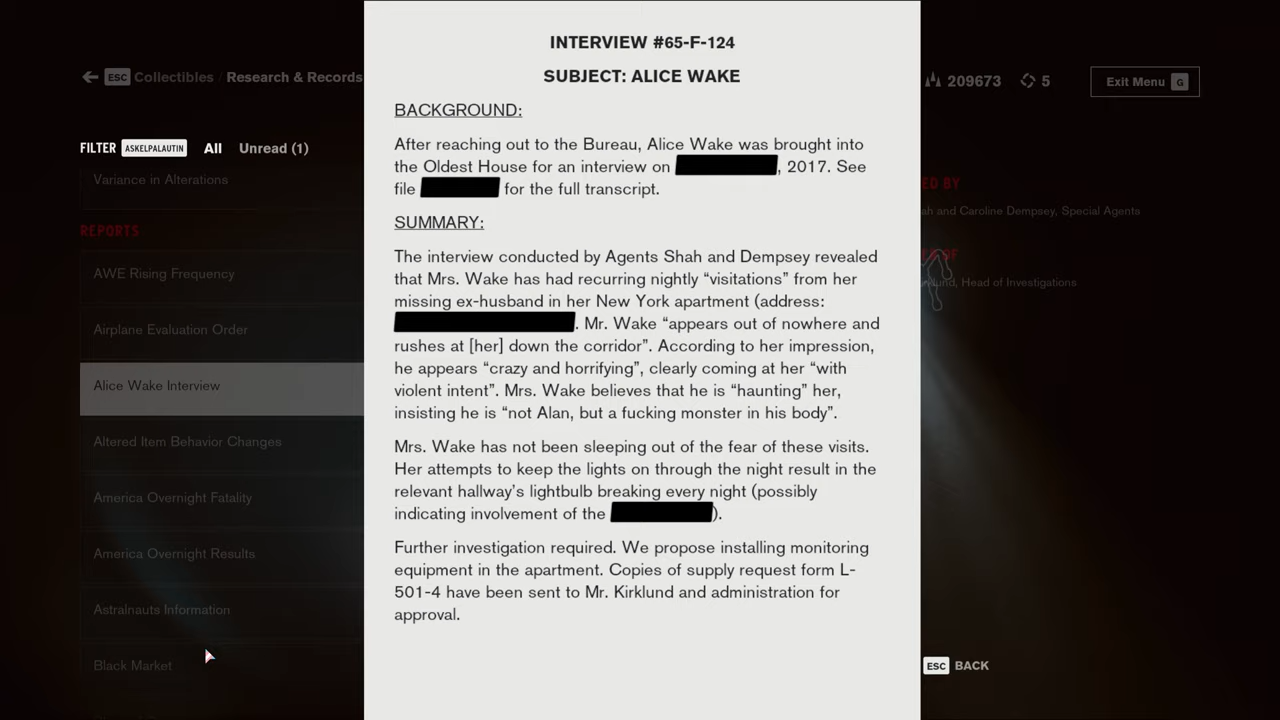 INTERVIEW #65-F-124
SUBJECT: ALICE WAKE
BACKGROUND:
After reaching out to the Bureau, Alice Wake was brought into
the Oldest House for an interview on , 2017. See
file for the full transcript.
SUMMARY:
The interview conducted by Agents Shah and Dempsey revealed
that Mrs. Wake has had recurring nightly “visitations” from her
missing ex-husband in her New York apartment (address:
. Mr. Wake “appears out of nowhere and
rushes at [her] down the corridor”. According to her impression,
he appears “crazy and horrifying”, clearly coming at her “with
violent intent”. Mrs. Wake believes that he is “haunting” her,
insisting he is “not Alan, but a fucking monster in his body”.
Mrs. Wake has not been sleeping out of the fear of these visits.
Her attempts to keep the lights on through the night result in the
relevant hallway’s lightbulb breaking every night (possibly
indicating involvement of the ).
Further investigation required. We propose installing monitoring
equipment in the apartment. Copies of supply request form L-
501-4 have been sent to Mr. Kirklund and administration for
approval.
ESC Collectibles / Research & Records
209673 5 Exit Menu G
FILTER ASKELPALAUTIN All Unread (1)
Variance in Alterations
REPORTS
AWE Rising Frequency
Airplane Evaluation Order
Alice Wake Interview
Altered Item Behavior Changes
America Overnight Fatality
America Overnight Results
Astralnauts Information
Black Market
ED BY
ah and Caroline Dempsey, Special Agents
OF
lund, Head of Investigations
ESC BACK